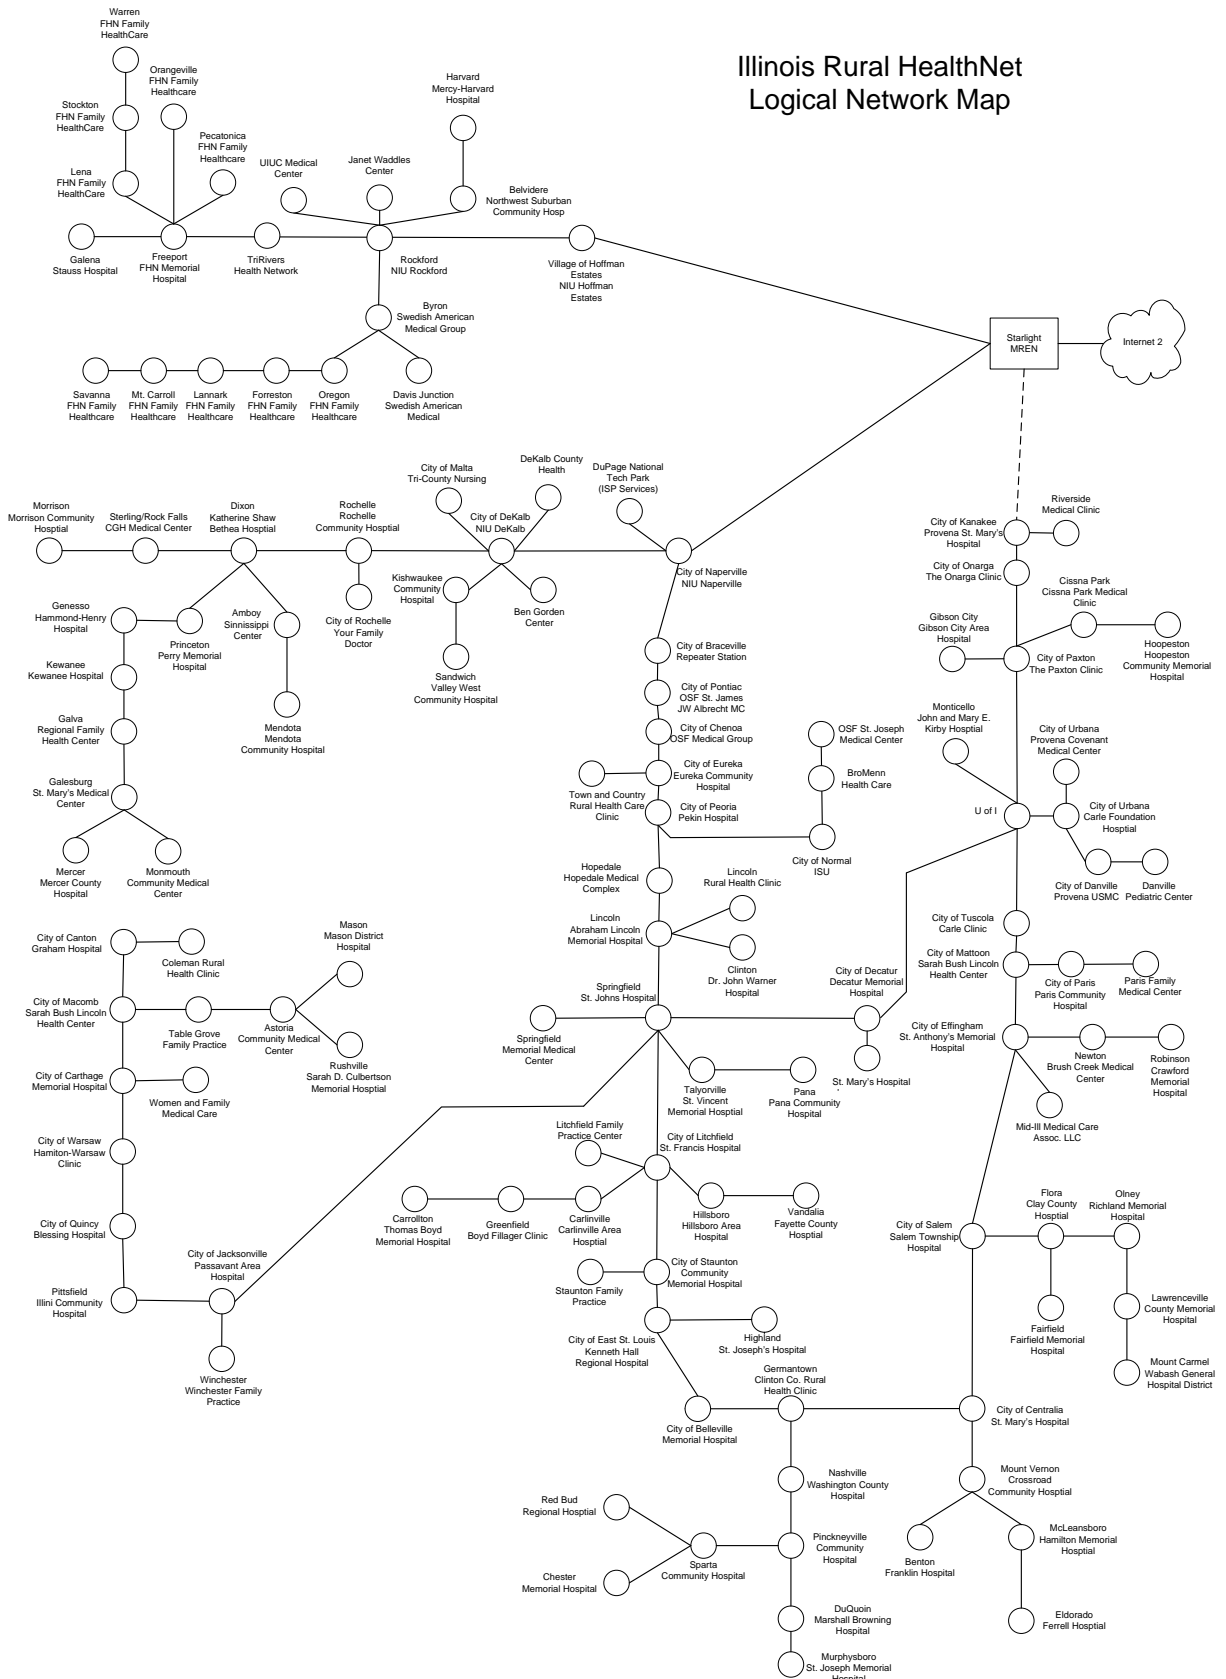 Illinois Rural HealthNet
Logical Network Map
Warren
FHN Family
HealthCare
Orangeville
FHN Family
Healthcare
Stockton
FHN Family
HealthCare
Pecatonica
FHN Family
Healthcare
Lena
FHN Family
HealthCare
UIUC Medical
Center
Janet Waddles
Center
Harvard
Mercy-Harvard
Hospital
Belvidere
Northwest Suburban
Community Hosp
Galena
Stauss Hospital
Freeport
FHN Memorial
Hospital
TriRivers
Health Network
Rockford
NIU Rockford
Village of Hoffman
Estates
NIU Hoffman
Estates
Byron
Swedish American
Medical Group
Starlight
MREN
Internet 2
Savanna
FHN Family
Healthcare
Mt. Carroll
FHN Family
Healthcare
Lannark
FHN Family
Healthcare
Forreston
FHN Family
Healthcare
Oregon
FHN Family
Healthcare
Davis Junction
Swedish American
Medical
Morrison
Morrison Community
Hosptial
Sterling/Rock Falls
CGH Medical Center
Dixon
Katherine Shaw
Bethea Hosptial
Rochelle
Rochelle
Community Hosptial
City of Malta
Tri-County Nursing
DeKalb County
Health
City of DeKalb
NIU DeKalb
DuPage National
Tech Park
(ISP Services)
City of Naperville
NIU Naperville
Kishwaukee
Community
Hospital
Ben Gorden
Center
Sandwich
Valley West
Community Hospital
City of Rochelle
Your Family
Doctor
Amboy
Sinnissippi
Center
Princeton
Perry Memorial
Hospital
Mendota
Mendota
Community Hospital
Genesso
Hammond-Henry
Hospital
Kewanee
Kewanee Hospital
Galva
Regional Family
Health Center
Galesburg
St. Mary's Medical
Center
Mercer
Mercer County
Hospital
Monmouth
Community Medical
Center
City of Kanakee
Provena St. Mary's
Hospital
Riverside
Medical Clinic
City of Onarga
The Onarga Clinic
Cissna Park
Cissna Park Medical
Clinic
Gibson City
Gibson City Area
Hospital
City of Paxton
The Paxton Clinic
Hoopeston
Hoopeston
Community Memorial
Hospital
City of Braceville
Repeater Station
City of Pontiac
OSF St. James
JW Albrecht MC
City of Chenoa
OSF Medical Group
City of Eureka
Eureka Community
Hospital
Town and Country
Rural Health Care
Clinic
City of Peoria
Pekin Hospital
OSF St. Joseph
Medical Center
BroMenn
Health Care
City of Normal
ISU
Monticello
John and Mary E.
Kirby Hosptial
City of Urbana
Provena Covenant
Medical Center
U of I
City of Urbana
Carle Foundation
Hosptial
City of Danville
Provena USMC
Danville
Pediatric Center
Hopedale
Hopedale Medical
Complex
Lincoln
Rural Health Clinic
Lincoln
Abraham Lincoln
Memorial Hospital
Clinton
Dr. John Warner
Hospital
City of Tuscola
Carle Clinic
City of Mattoon
Sarah Bush Lincoln
Health Center
City of Paris
Paris Community
Hospital
Paris Family
Medical Center
City of Canton
Graham Hospital
Coleman Rural
Health Clinic
Mason
Mason District
Hospital
City of Macomb
Sarah Bush Lincoln
Health Center
Table Grove
Family Practice
Astoria
Community Medical
Center
Rushville
Sarah D. Culbertson
Memorial Hosptial
Springfield
St. Johns Hospital
Springfield
Memorial Medical
Center
City of Decatur
Decatur Memorial
Hospital
St. Mary's Hospital
City of Effingham
St. Anthony's Memorial
Hospital
Newton
Brush Creek Medical
Center
Robinson
Crawford
Memorial
Hospital
Mid-Ill Medical Care
Assoc. LLC
City of Carthage
Memorial Hospital
Women and Family
Medical Care
Talyorville
St. Vincent
Memorial Hosptial
Pana
Pana Community
Hospital
City of Warsaw
Hamiton-Warsaw
Clinic
Litchfield Family
Practice Center
City of Litchfield
St. Francis Hospital
Carrollton
Thomas Boyd
Memorial Hospital
Greenfield
Boyd Fillager Clinic
Carlinville
Carlinville Area
Hosptial
Hillsboro
Hillsboro Area
Hospital
Vandalia
Fayette County
Hosptial
City of Quincy
Blessing Hospital
City of Jacksonville
Passavant Area
Hospital
Pittsfield
Illini Community
Hospital
Winchester
Winchester Family
Practice
City of Staunton
Community
Memorial Hospital
Staunton Family
Practice
City of East St. Louis
Kenneth Hall
Regional Hospital
Highland
St. Joseph's Hospital
City of Salem
Salem Township
Hospital
Flora
Clay County
Hosptial
Olney
Richland Memorial
Hospital
Fairfield
Fairfield Memorial
Hospital
Lawrenceville
County Memorial
Hospital
Mount Carmel
Wabash General
Hospital District
Germantown
Clinton Co. Rural
Health Clinic
City of Belleville
Memorial Hospital
City of Centralia
St. Mary's Hospital
Nashville
Washington County
Hospital
Mount Vernon
Crossroad
Community Hosptial
Red Bud
Regional Hosptial
Sparta
Community Hospital
Chester
Memorial Hospital
Pinckneyville
Community
Hospital
Benton
Franklin Hospital
McLeansboro
Hamilton Memorial
Hosptial
DuQuoin
Marshall Browning
Hospital
Eldorado
Ferrell Hosptial
Murphysboro
St. Joseph Memorial
Hospital